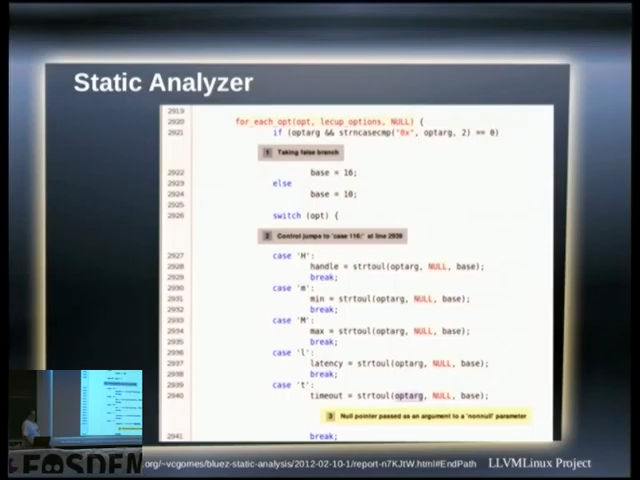 Static Analyzer
2919
2920 for_each_opt(opt, lecup_options, NULL) {
2921 if (optarg && strncasecmp("0x", optarg, 2) == 0)
1 Taking false branch
2922 base = 16;
2923 else
2924 base = 10;
2925
2926 switch (opt) {
2 Control jumps to 'case 116:' at line 2939
2927 case 'H':
2928 handle = strtoul(optarg, NULL, base);
2929 break;
2930 case 'm':
2931 min = strtoul(optarg, NULL, base);
2932 break;
2933 case 'M':
2934 max = strtoul(optarg, NULL, base);
2935 break;
2936 case 'l':
2937 latency = strtoul(optarg, NULL, base);
2938 break;
2939 case 't':
2940 timeout = strtoul(optarg, NULL, base);
3 Null pointer passed as an argument to a 'nonnull' parameter
2941 break;
FOSDEM
.org/~vcgomes/bluez-static-analysis/2012-02-10-1/report-n7KJtW.html#EndPath
LLVMLinux Project